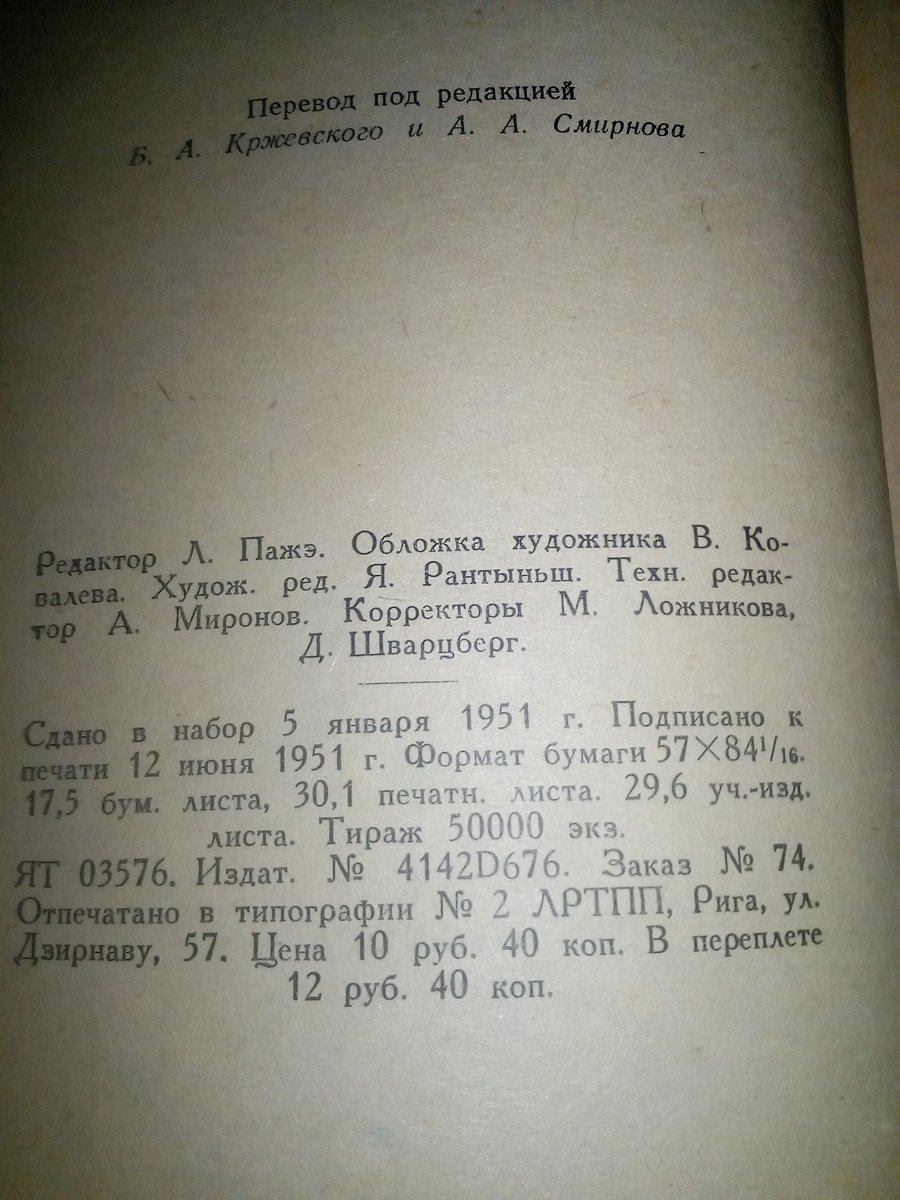 Перевод под редакцией
Б. А. Кржевского и А. А. Смирнова
Редактор Л. Пажэ. Обложка художника В. Ко-
валева. Худож. ред. Я. Рантыньш. Техн. редак-
тор А. Миронов. Корректоры М. Ложникова,
Д. Шварцберг.
Сдано в набор 5 января 1951 г. Подписано к
печати 12 июня 1951 г. Формат бумаги 57×84¹/₁₆.
17,5 бум. листа, 30,1 печатн. листа. 29,6 уч.-изд.
листа. Тираж 50000 экз.
ЯТ 03576. Издат. № 4142D676. Заказ № 74.
Отпечатано в типографии № 2 ЛРТПП, Рига, ул.
Дзирнаву, 57. Цена 10 руб. 40 коп. В переплете
12 руб. 40 коп.